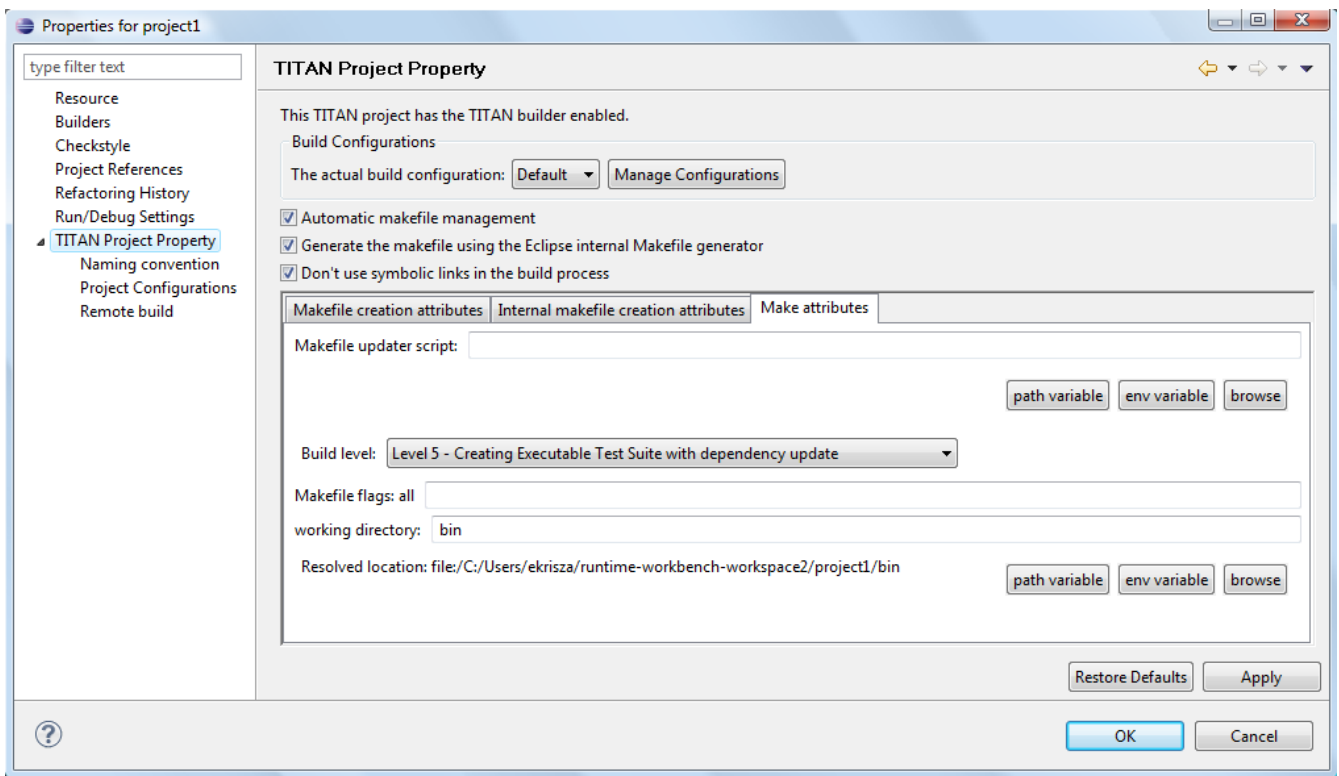 Properties for project1
type filter text
Resource
Builders
Checkstyle
Project References
Refactoring History
Run/Debug Settings
TITAN Project Property
Naming convention
Project Configurations
Remote build
TITAN Project Property
This TITAN project has the TITAN builder enabled.
Build Configurations
The actual build configuration: Default Manage Configurations
Automatic makefile management
Generate the makefile using the Eclipse internal Makefile generator
Don't use symbolic links in the build process
Makefile creation attributes Internal makefile creation attributes Make attributes
Makefile updater script:
path variable env variable browse
Build level: Level 5 - Creating Executable Test Suite with dependency update
Makefile flags: all
working directory: bin
Resolved location: file:/C:/Users/ekrisza/runtime-workbench-workspace2/project1/bin
path variable env variable browse
Restore Defaults Apply
?
OK Cancel